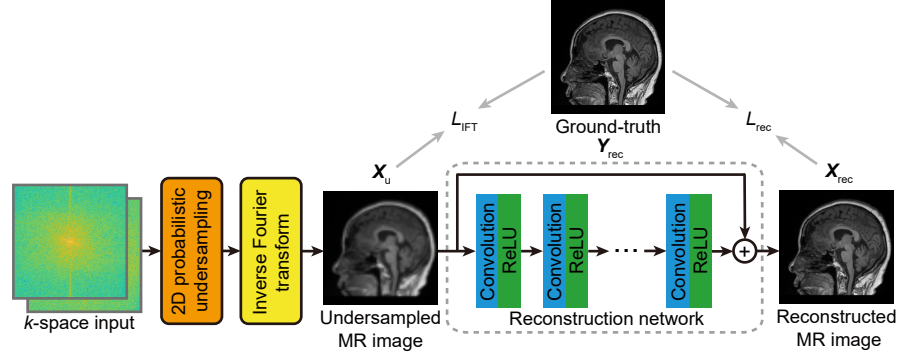 L_IFT
Ground-truth
Y_rec
L_rec
X_u
X_rec
k-space input
2D probabilistic
undersampling
Inverse Fourier
transform
Undersampled
MR image
Convolution
ReLU
Convolution
ReLU
...
Convolution
ReLU
+
Reconstruction network
Reconstructed
MR image